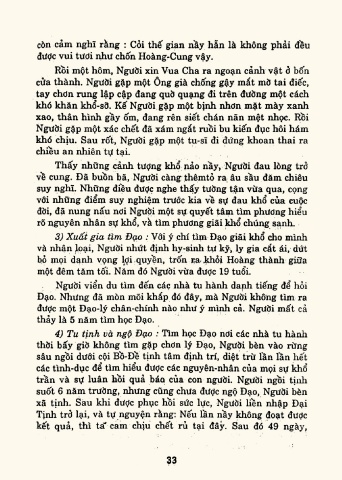 còn cảm nghĩ rằng : Cõi thế gian nầy hẳn là không phải đều
được vui tươi như chốn Hoàng-Cung vậy.
Rồi một hôm, Người xin Vua Cha ra ngoạn cảnh vật ở bốn
cửa thành. Người gặp một Ông già chống gậy mắt mờ tai điếc,
tay chơn rung lập cập đang quờ quạng đi trên đường một cách
khó khăn khổ-sở. Kế Người gặp một bịnh nhơn mặt mày xanh
xao, thân hình gầy ốm, đang rên siết chán nãn mệt nhọc. Rồi
Người gặp một xác chết đã xám ngắt ruồi bu kiến đục hôi hám
khó chịu. Sau rốt, Người gặp một tu-sĩ đi đứng khoan thai ra
chiều an nhiên tự tại.
Thấy những cảnh tượng khổ nảo nầy, Người đau lòng trở
về cung. Đã buồn bã, Người càng thêmtỏ ra âu sầu đăm chiêu
suy nghĩ. Những điều được nghe thấy tường tận vừa qua, cọng
với những điểm suy nghiệm trước kia về sự đau khổ của cuộc
đời, đã nung nấu nơi Người một sự quyết tâm tìm phương hiểu
rõ nguyên nhân sự khổ, và tìm phương giãi khổ chúng sanh.
3) Xuất gia tìm Đạo : Với ý chí tìm Đạo giãi khổ cho mình
và nhân loại, Người nhứt định hy-sinh tư kỷ, ly gia cắt ái, dứt
bỏ mọi danh vọng lợi quyền, trốn ra khỏi Hoàng thành giữa
một đêm tăm tối. Năm đó Người vừa được 19 tuổi.
Người viễn du tìm đến các nhà tu hành danh tiếng để hỏi
Đạo. Nhưng đã mòn mõi khắp đó đây, mà Người không tìm ra
được một Đạo-lý chân-chính nào như ý mình cả. Người mất cả
thảy là 5 năm tìm học Đạo.
4) Tu tịnh và ngộ Đạo : Tìm học Đạo nơi các nhà tu hành
thời bấy giờ không tìm gặp chơn lý Đạo, Người bèn vào rừng
sâu ngồi dưới cội Bồ-Đề tịnh tâm định trí, diệt trừ lần lần hết
các tình-dục để tìm hiểu được các nguyên-nhân của mọi sự khổ
trần và sự luân hồi quả báo của con người. Người ngồi tịnh
suốt 6 năm trường, nhưng cũng chưa được ngộ Đạo, Người bèn
xã tịnh. Sau khi được phục hồi sức lực, Người liền nhập Đại
Tịnh trở lại, và tự nguyện rằng: Nếu lần nầy không đoạt được
kết quả, thì ta cam chịu chết rủ tại đây. Sau đó 49 ngày,
33